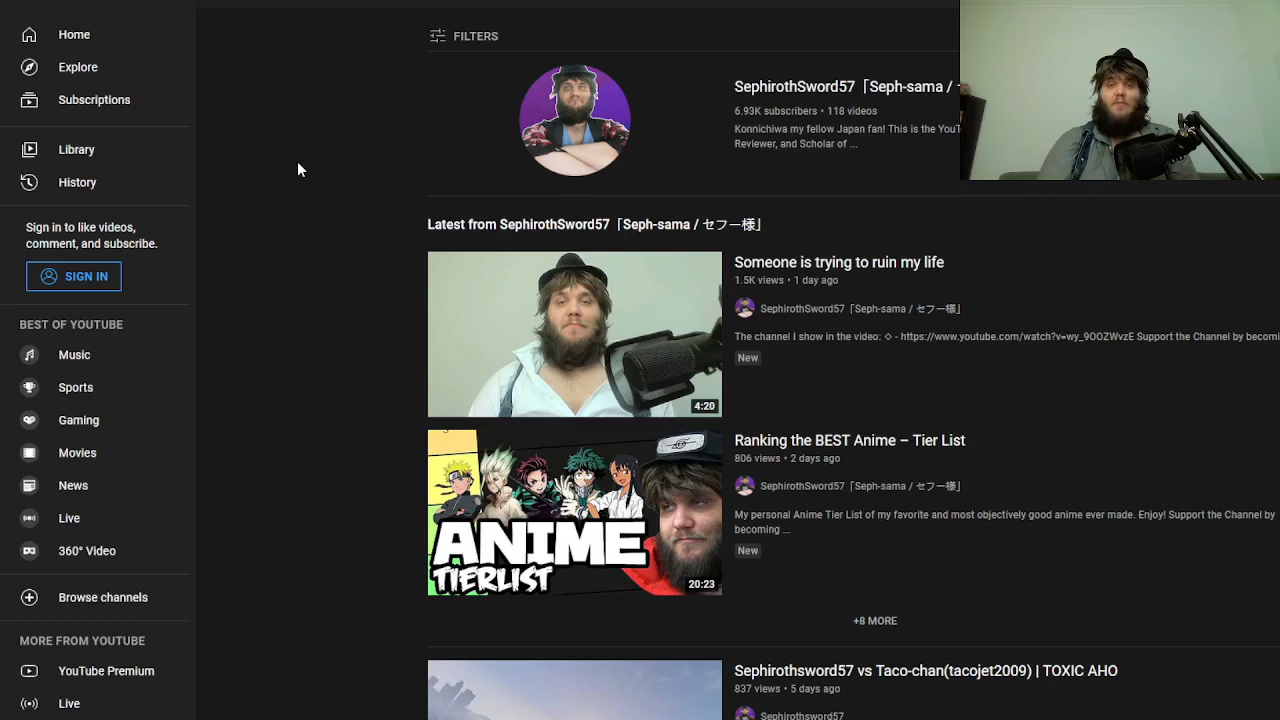 Home
Explore
Subscriptions
Library
History
Sign in to like videos,
comment, and subscribe.
SIGN IN
BEST OF YOUTUBE
Music
Sports
Gaming
Movies
News
Live
360° Video
Browse channels
MORE FROM YOUTUBE
YouTube Premium
Live
FILTERS
SephirothSword57「Seph-sama /
6.93K subscribers • 118 videos
Konnichiwa my fellow Japan fan! This is the YouT
Reviewer, and Scholar of ...
Latest from SephirothSword57「Seph-sama / セフー様」
4:20
Someone is trying to ruin my life
1.5K views • 1 day ago
SephirothSword57「Seph-sama / セフー様」
The channel I show in the video: ◇ - https://www.youtube.com/watch?v=wy_9OOZWvzE Support the Channel by becomi
New
ANIME
TIERLIST
20:23
Ranking the BEST Anime – Tier List
806 views • 2 days ago
SephirothSword57「Seph-sama / セフー様」
My personal Anime Tier List of my favorite and most objectively good anime ever made. Enjoy! Support the Channel by
becoming ...
New
+8 MORE
Sephirothsword57 vs Taco-chan(tacojet2009) | TOXIC AHO
837 views • 5 days ago
Sephirothsword57